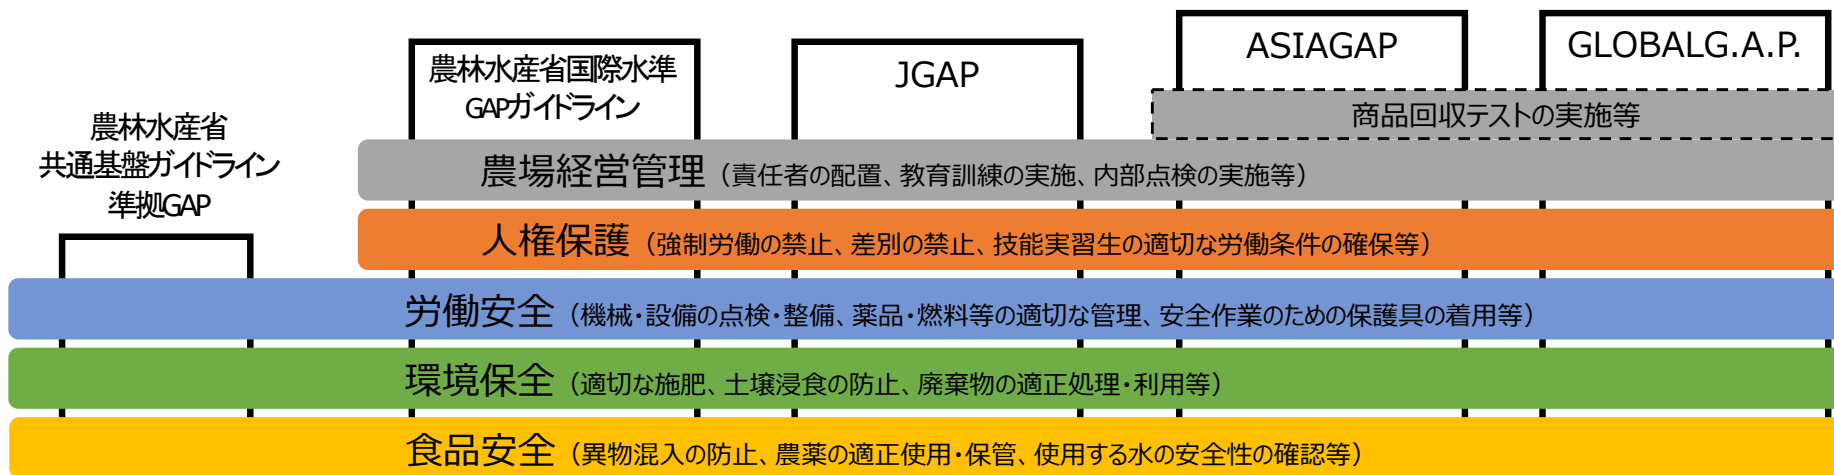 農林水産省
共通基盤ガイドライン
準拠GAP
農林水産省国際水準
GAPガイドライン
JGAP
ASIAGAP
GLOBALG.A.P.
商品回収テストの実施等
農場経営管理（責任者の配置、教育訓練の実施、内部点検の実施等）
人権保護（強制労働の禁止、差別の禁止、技能実習生の適切な労働条件の確保等）
労働安全（機械・設備の点検・整備、薬品・燃料等の適切な管理、安全作業のための保護具の着用等）
環境保全（適切な施肥、土壌浸食の防止、廃棄物の適正処理・利用等）
食品安全（異物混入の防止、農薬の適正使用・保管、使用する水の安全性の確認等）